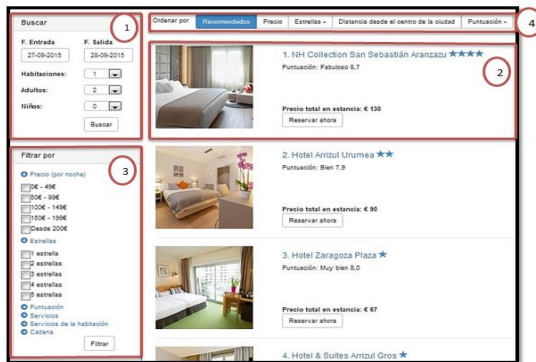 Buscar
1
F. Entrada F. Salida
27-09-2015 28-09-2015
Habitaciones: 1
Adultos: 2
Niños: 0
Buscar
Filtrar por
3
Precio (por noche)
0€ - 49€
50€ - 99€
100€ - 149€
150€ - 199€
Desde 200€
Estrellas
1 estrella
2 estrellas
3 estrellas
4 estrellas
5 estrellas
Puntuación
Servicios
Servicios de la habitación
Cadena
Filtrar
Ordenar por Recomendados Precio Estrellas Distancia desde el centro de la ciudad Puntuación
4
1. NH Collection San Sebastián Aranzazu
2
Puntuación: Fabuloso 8,7
Precio total en estancia: € 130
Reservar ahora
2. Hotel Arrizul Urumea
Puntuación: Bien 7,9
Precio total en estancia: € 90
Reservar ahora
3. Hotel Zaragoza Plaza
Puntuación: Muy bien 8,0
Precio total en estancia: € 67
Reservar ahora
4. Hotel & Suites Arrizul Gros